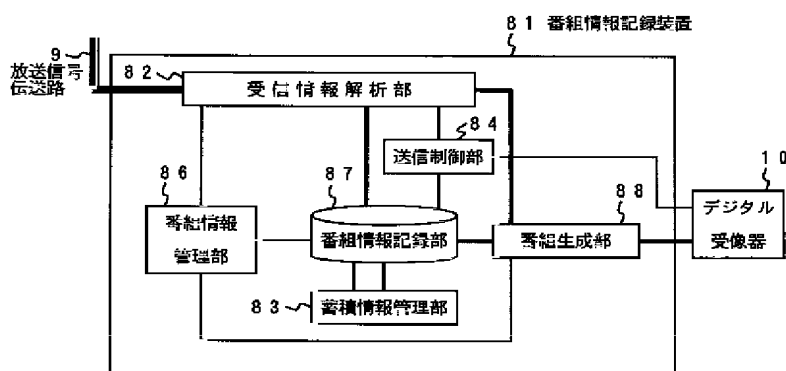 81 番組情報記録装置
9
放送信号
伝送路
82
受信情報解析部
84
送信制御部
86
番組情報
管理部
87
番組情報記録部
88
番組生成部
10
デジタル
受像器
83
蓄積情報管理部